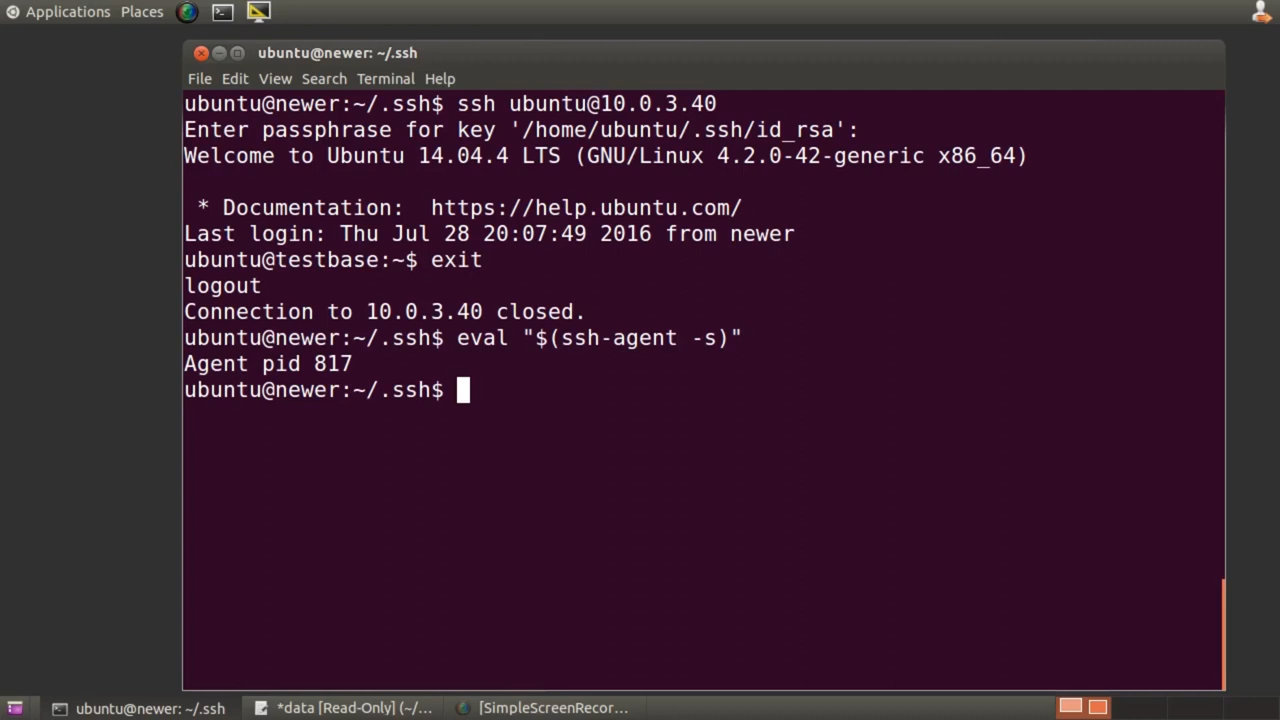 Applications Places
ubuntu@newer: ~/.ssh
File Edit View Search Terminal Help
ubuntu@newer:~/.ssh$ ssh ubuntu@10.0.3.40
Enter passphrase for key '/home/ubuntu/.ssh/id_rsa':
Welcome to Ubuntu 14.04.4 LTS (GNU/Linux 4.2.0-42-generic x86_64)
* Documentation:  https://help.ubuntu.com/
Last login: Thu Jul 28 20:07:49 2016 from newer
ubuntu@testbase:~$ exit
logout
Connection to 10.0.3.40 closed.
ubuntu@newer:~/.ssh$ eval "$(ssh-agent -s)"
Agent pid 817
ubuntu@newer:~/.ssh$
ubuntu@newer: ~/.ssh *data [Read-Only] (~/... [SimpleScreenRecor...